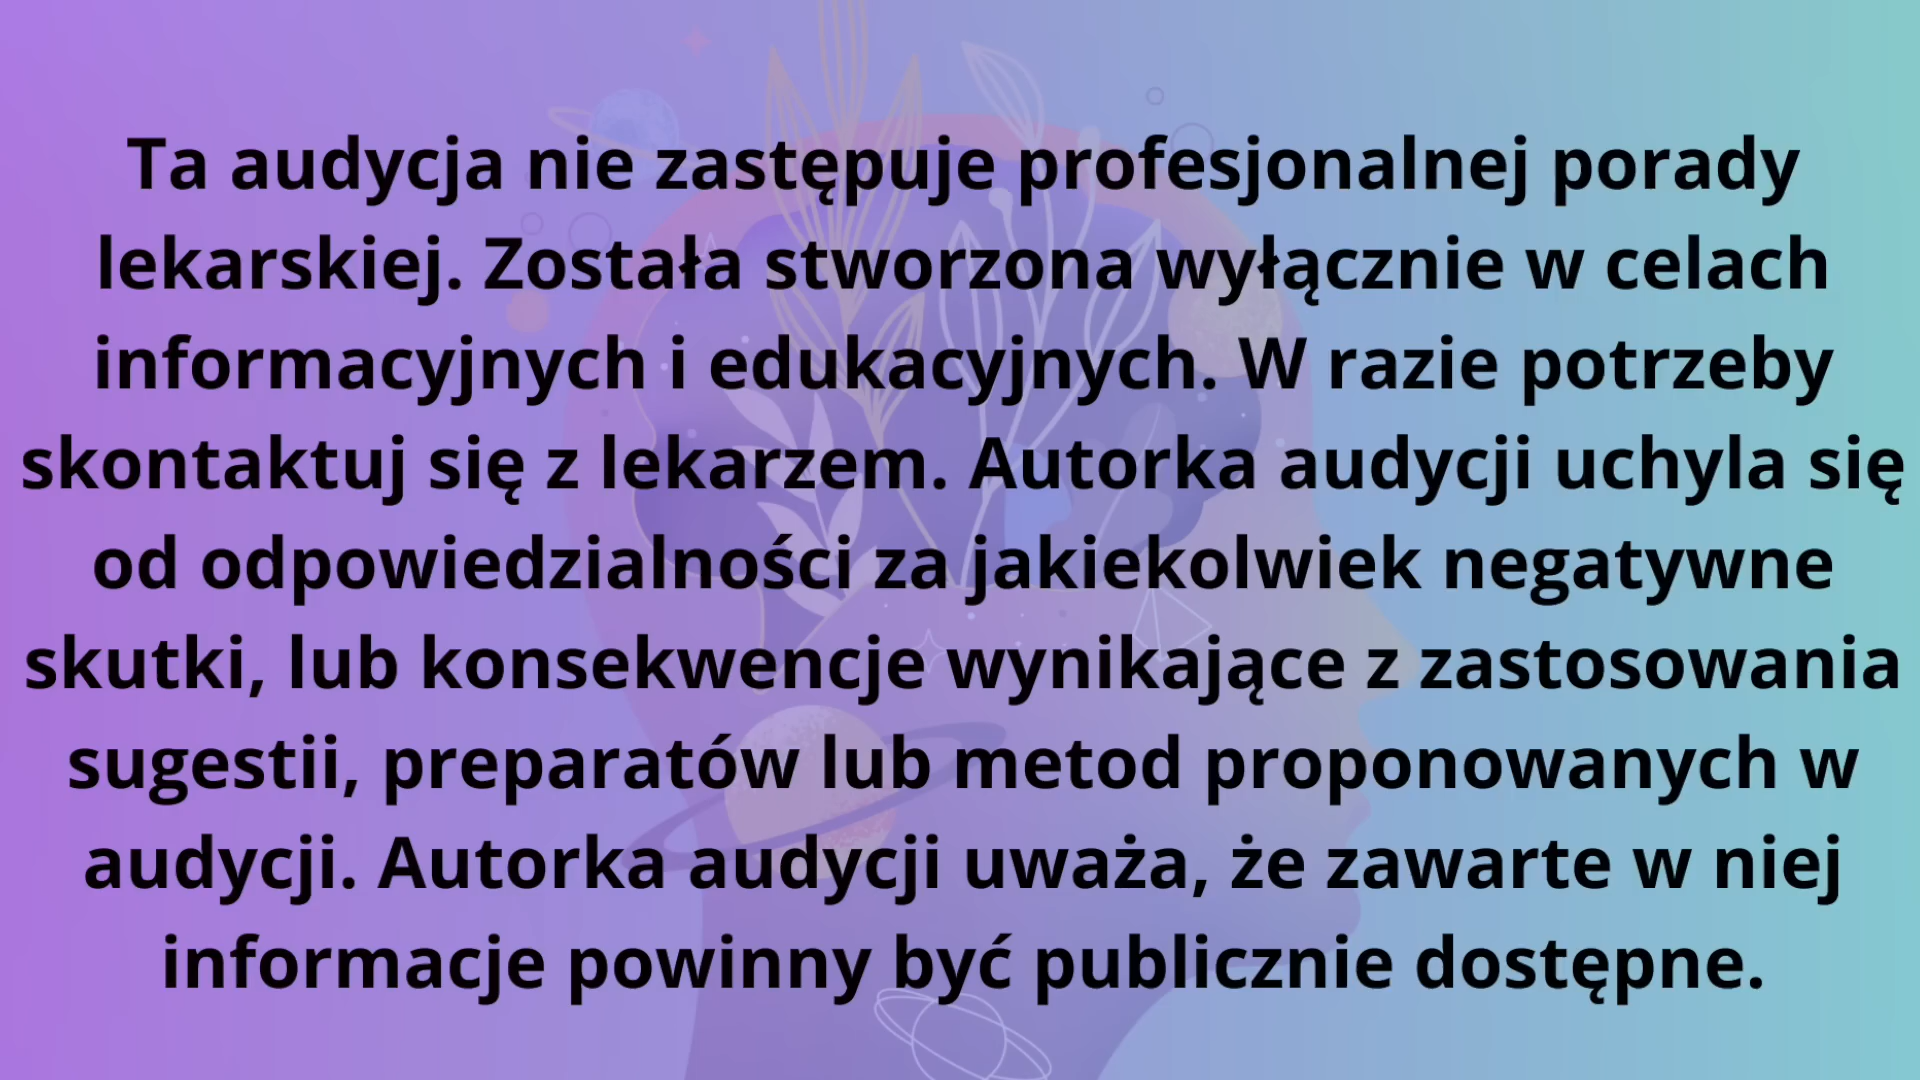 Ta audycja nie zastępuje profesjonalnej porady
lekarskiej. Została stworzona wyłącznie w celach
informacyjnych i edukacyjnych. W razie potrzeby
skontaktuj się z lekarzem. Autorka audycji uchyla się
od odpowiedzialności za jakiekolwiek negatywne
skutki, lub konsekwencje wynikające z zastosowania
sugestii, preparatów lub metod proponowanych w
audycji. Autorka audycji uważa, że zawarte w niej
informacje powinny być publicznie dostępne.